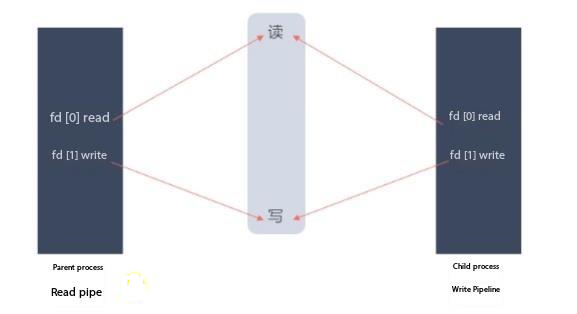 读
fd [0] read
fd [0] read
fd [1] write
fd [1] write
写
Parent process
Child process
Read pipe
Write Pipeline